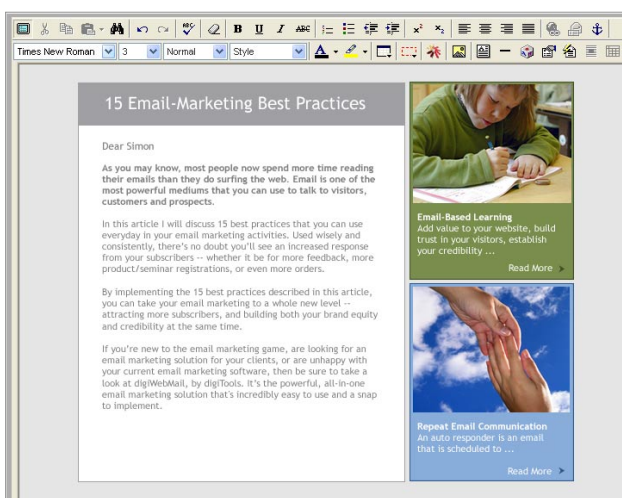 B U I ABC
x² x₂
Times New Roman 3 Normal Style A
15 Email-Marketing Best Practices
Dear Simon
As you may know, most people now spend more time reading
their emails than they do surfing the web. Email is one of the
most powerful mediums that you can use to talk to visitors,
customers and prospects.
In this article I will discuss 15 best practices that you can use
everyday in your email marketing activities. Used wisely and
consistently, there's no doubt you'll see an increased response
from your subscribers -- whether it be for more feedback, more
product/seminar registrations, or even more orders.
By implementing the 15 best practices described in this article,
you can take your email marketing to a whole new level --
attracting more subscribers, and building both your brand equity
and credibility at the same time.
If you're new to the email marketing game, are looking for an
email marketing solution for your clients, or are unhappy with
your current email marketing software, then be sure to take a
look at digiWebMail, by digiTools. It's the powerful, all-in-one
email marketing solution that's incredibly easy to use and a snap
to implement.
Email-Based Learning
Add value to your website, build
trust in your visitors, establish
your credibility ...
Read More
Repeat Email Communication
An auto responder is an email
that is scheduled to ...
Read More